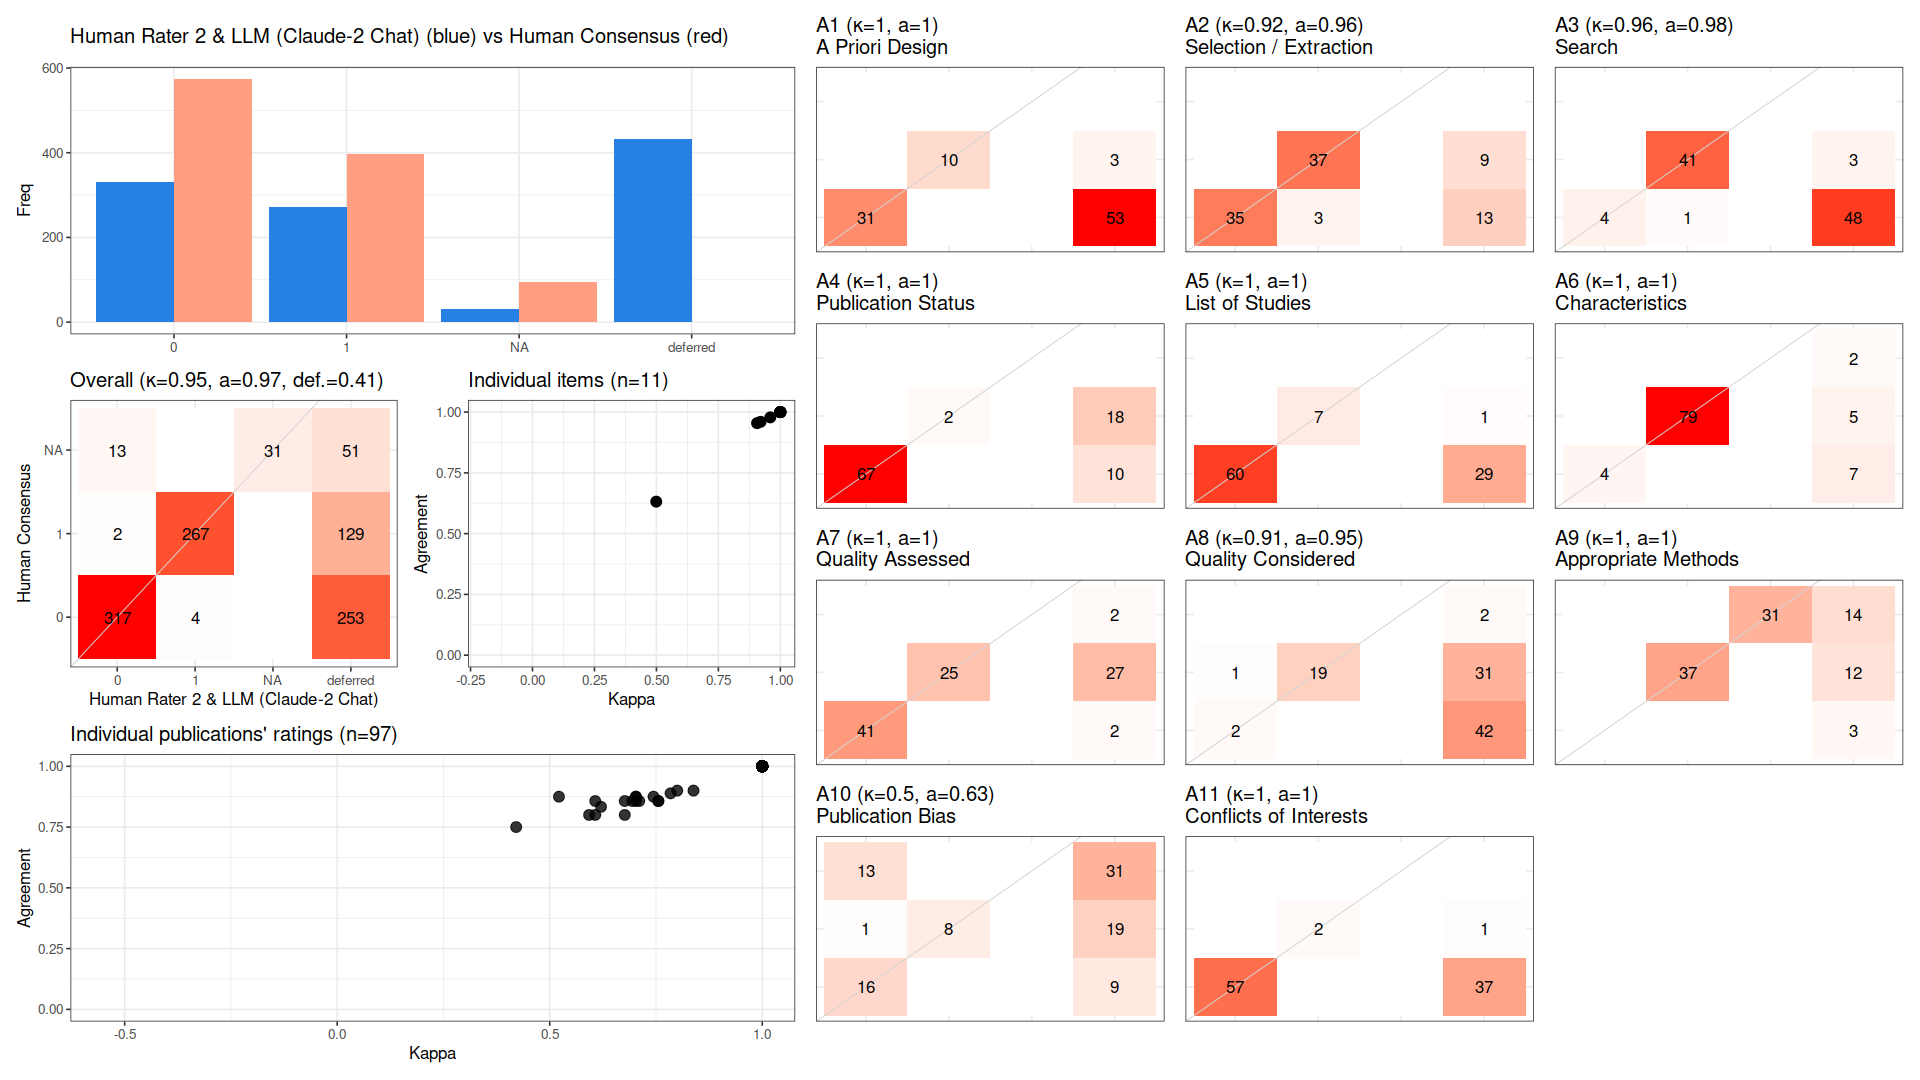 Human Rater 2 & LLM (Claude-2 Chat) (blue) vs Human Consensus (red)
Freq
600
400
200
0
0 1 NA deferred
Overall (κ=0.95, a=0.97, def.=0.41)
Human Consensus
NA 13 31 51
1 2 267 129
0 317 4 253
0 1 NA deferred
Human Rater 2 & LLM (Claude-2 Chat)
Individual items (n=11)
Agreement
1.00
0.75
0.50
0.25
0.00
-0.25 0.00 0.25 0.50 0.75 1.00
Kappa
Individual publications' ratings (n=97)
Agreement
1.00
0.75
0.50
0.25
0.00
-0.5 0.0 0.5 1.0
Kappa
A1 (κ=1, a=1)
A Priori Design
10 3
31 53
A2 (κ=0.92, a=0.96)
Selection / Extraction
37 9
35 3 13
A3 (κ=0.96, a=0.98)
Search
41 3
4 1 48
A4 (κ=1, a=1)
Publication Status
2 18
67 10
A5 (κ=1, a=1)
List of Studies
7 1
60 29
A6 (κ=1, a=1)
Characteristics
2
79 5
4 7
A7 (κ=1, a=1)
Quality Assessed
2
25 27
41 2
A8 (κ=0.91, a=0.95)
Quality Considered
2
1 19 31
2 42
A9 (κ=1, a=1)
Appropriate Methods
31 14
37 12
3
A10 (κ=0.5, a=0.63)
Publication Bias
13 31
1 8 19
16 9
A11 (κ=1, a=1)
Conflicts of Interests
2 1
57 37